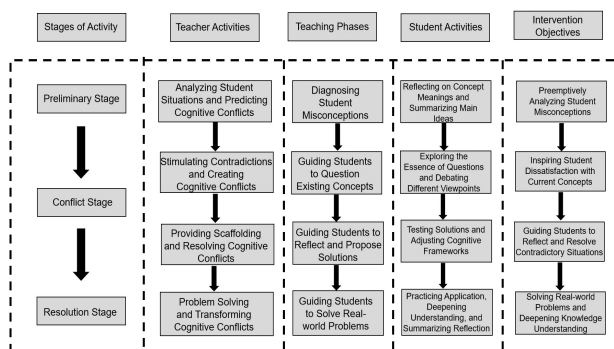 Stages of Activity
Teacher Activities
Teaching Phases
Student Activities
Intervention
Objectives
Preliminary Stage
Conflict Stage
Resolution Stage
Analyzing Student
Situations and Predicting
Cognitive Conflicts
Stimulating Contradictions
and Creating
Cognitive Conflicts
Providing Scaffolding
and Resolving Cognitive
Conflicts
Problem Solving
and Transforming
Cognitive Conflicts
Diagnosing
Student
Misconceptions
Guiding Students
to Question
Existing Concepts
Guiding Students to
Reflect and Propose
Solutions
Guiding Students
to Solve Real-
world Problems
Reflecting on Concept
Meanings and
Summarizing Main
Ideas
Exploring the
Essence of Questions
and Debating
Different Viewpoints
Testing Solutions and
Adjusting Cognitive
Frameworks
Practicing Application,
Deepening
Understanding, and
Summarizing Reflection
Preemptively
Analyzing Student
Misconceptions
Inspiring Student
Dissatisfaction with
Current Concepts
Guiding Students to
Reflect and Resolve
Contradictory Situations
Solving Real-world
Problems and
Deepening Knowledge
Understanding